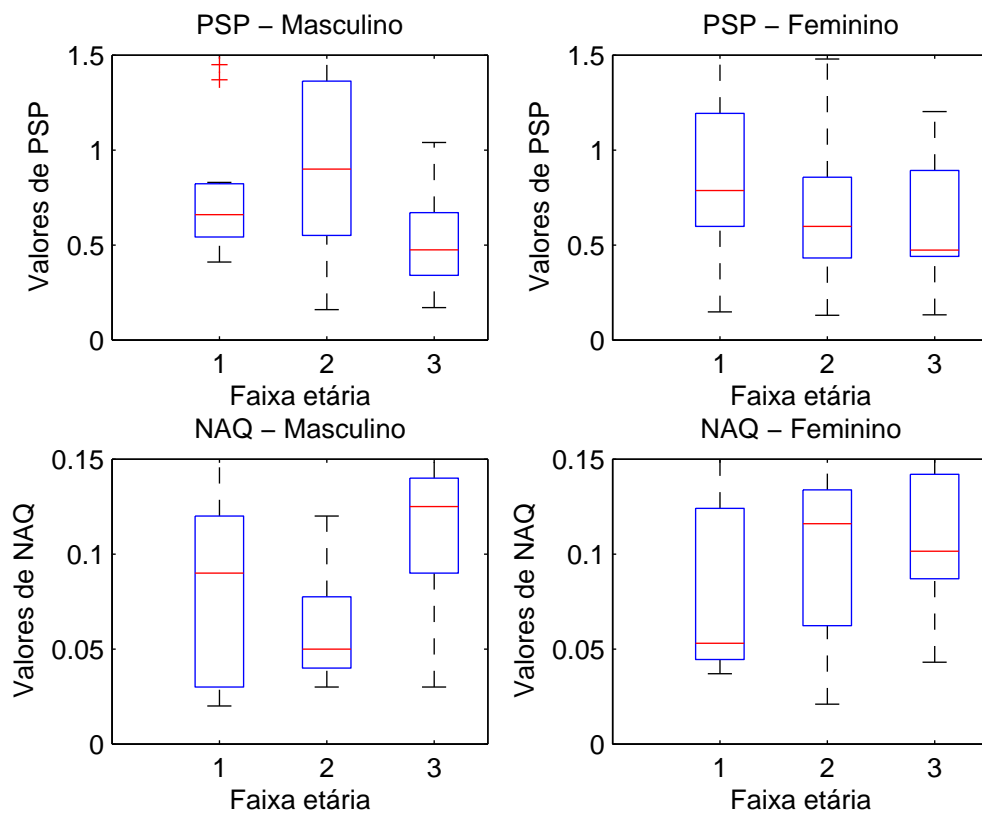 PSP – Masculino
Valores de PSP
1.5
1
0.5
0
1 2 3
Faixa etária
PSP – Feminino
Valores de PSP
1.5
1
0.5
0
1 2 3
Faixa etária
NAQ – Masculino
Valores de NAQ
0.15
0.1
0.05
0
1 2 3
Faixa etária
NAQ – Feminino
Valores de NAQ
0.15
0.1
0.05
0
1 2 3
Faixa etária